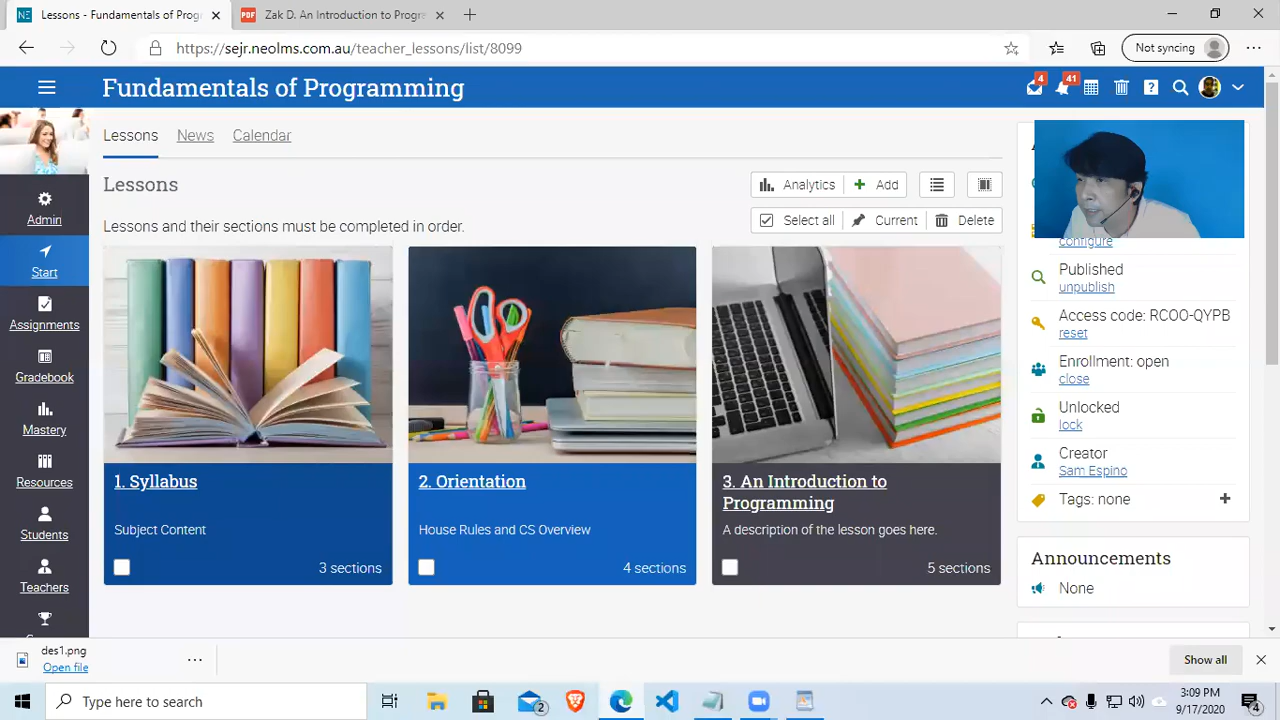 Lessons - Fundamentals of Prog
Zak D. An Introduction to Progr
https://sejr.neolms.com.au/teacher_lessons/list/8099
Not syncing
Fundamentals of Programming
4
41
Lessons News Calendar
Lessons
Analytics
Add
Lessons and their sections must be completed in order.
Select all
Current
Delete
Admin
Start
Assignments
Gradebook
Mastery
Resources
Students
Teachers
1. Syllabus
Subject Content
3 sections
2. Orientation
House Rules and CS Overview
4 sections
3. An Introduction to
Programming
A description of the lesson goes here.
5 sections
configure
Published
unpublish
Access code: RCOO-QYPB
reset
Enrollment: open
close
Unlocked
lock
Creator
Sam Espino
Tags: none
Announcements
None
des1.png
Open file
Show all
Type here to search
2
3:09 PM
9/17/2020
4